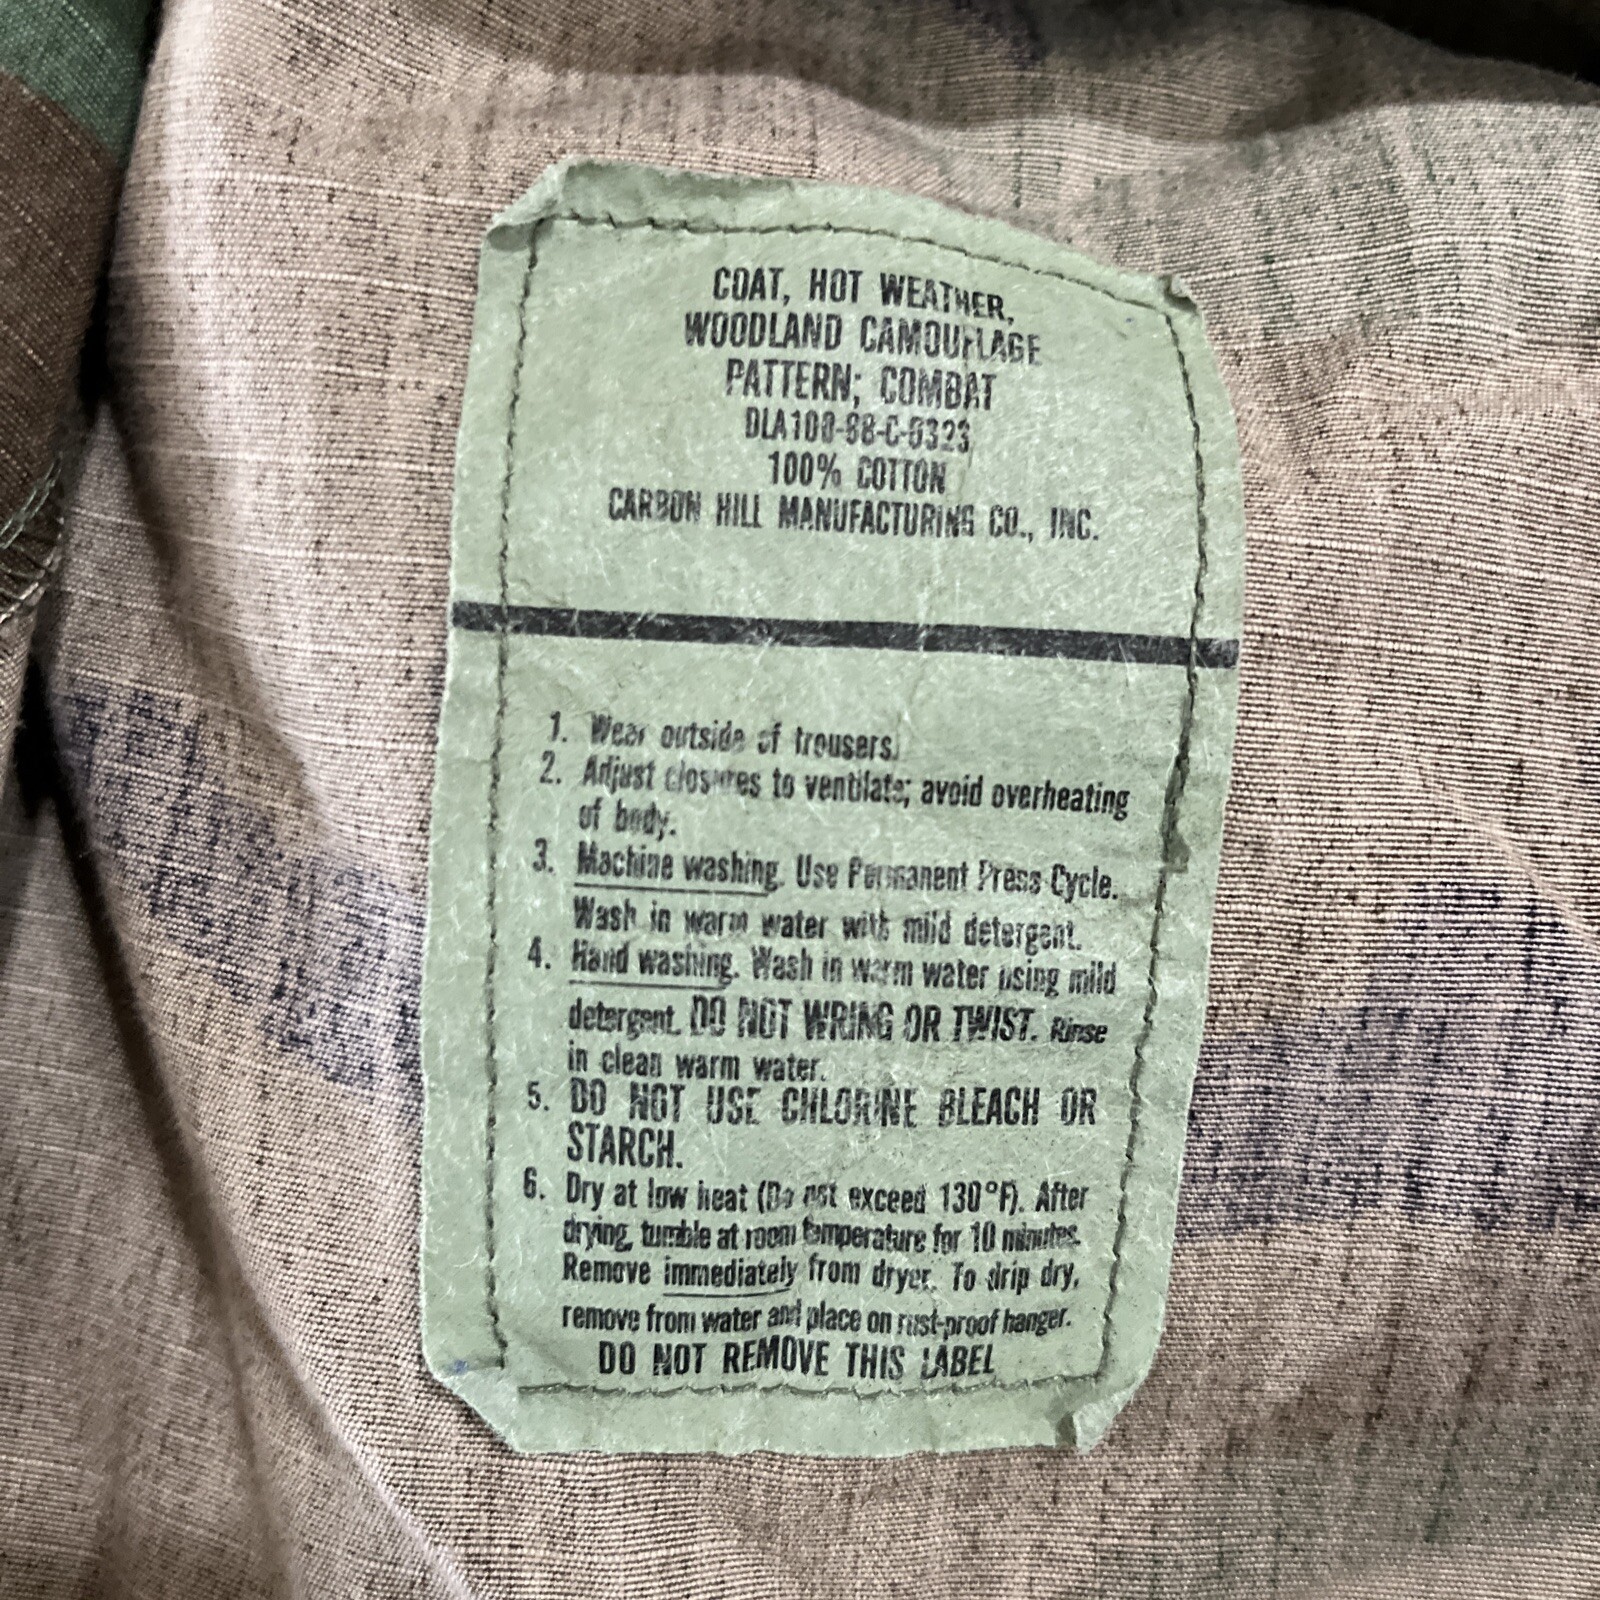 COAT, HOT WEATHER,
WOODLAND CAMOUFLAGE
PATTERN; COMBAT
DLA100-88-C-0323
100% COTTON
CARBON HILL MANUFACTURING CO., INC.
1. Wear outside of trousers.
2. Adjust closures to ventilate; avoid overheating
of body.
3. Machine washing. Use Permanent Press Cycle.
Wash in warm water with mild detergent.
4. Hand washing. Wash in warm water using mild
detergent. DO NOT WRING OR TWIST. Rinse
in clean warm water.
5. DO NOT USE CHLORINE BLEACH OR
STARCH.
6. Dry at low heat (Do not exceed 130°F). After
drying, tumble at room temperature for 10 minutes.
Remove immediately from dryer. To drip dry,
remove from water and place on rust-proof hanger.
DO NOT REMOVE THIS LABEL